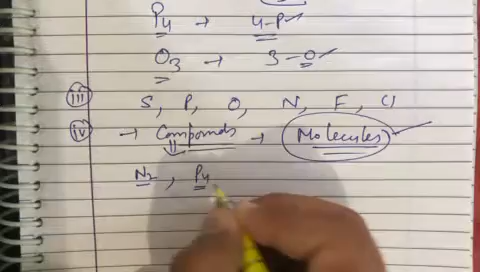 P4 → 4-P✓
O3 → 3-O✓
(iii) S, P, O, N, F, Cl
(iv) → Compounds → Molecules
N2, P4